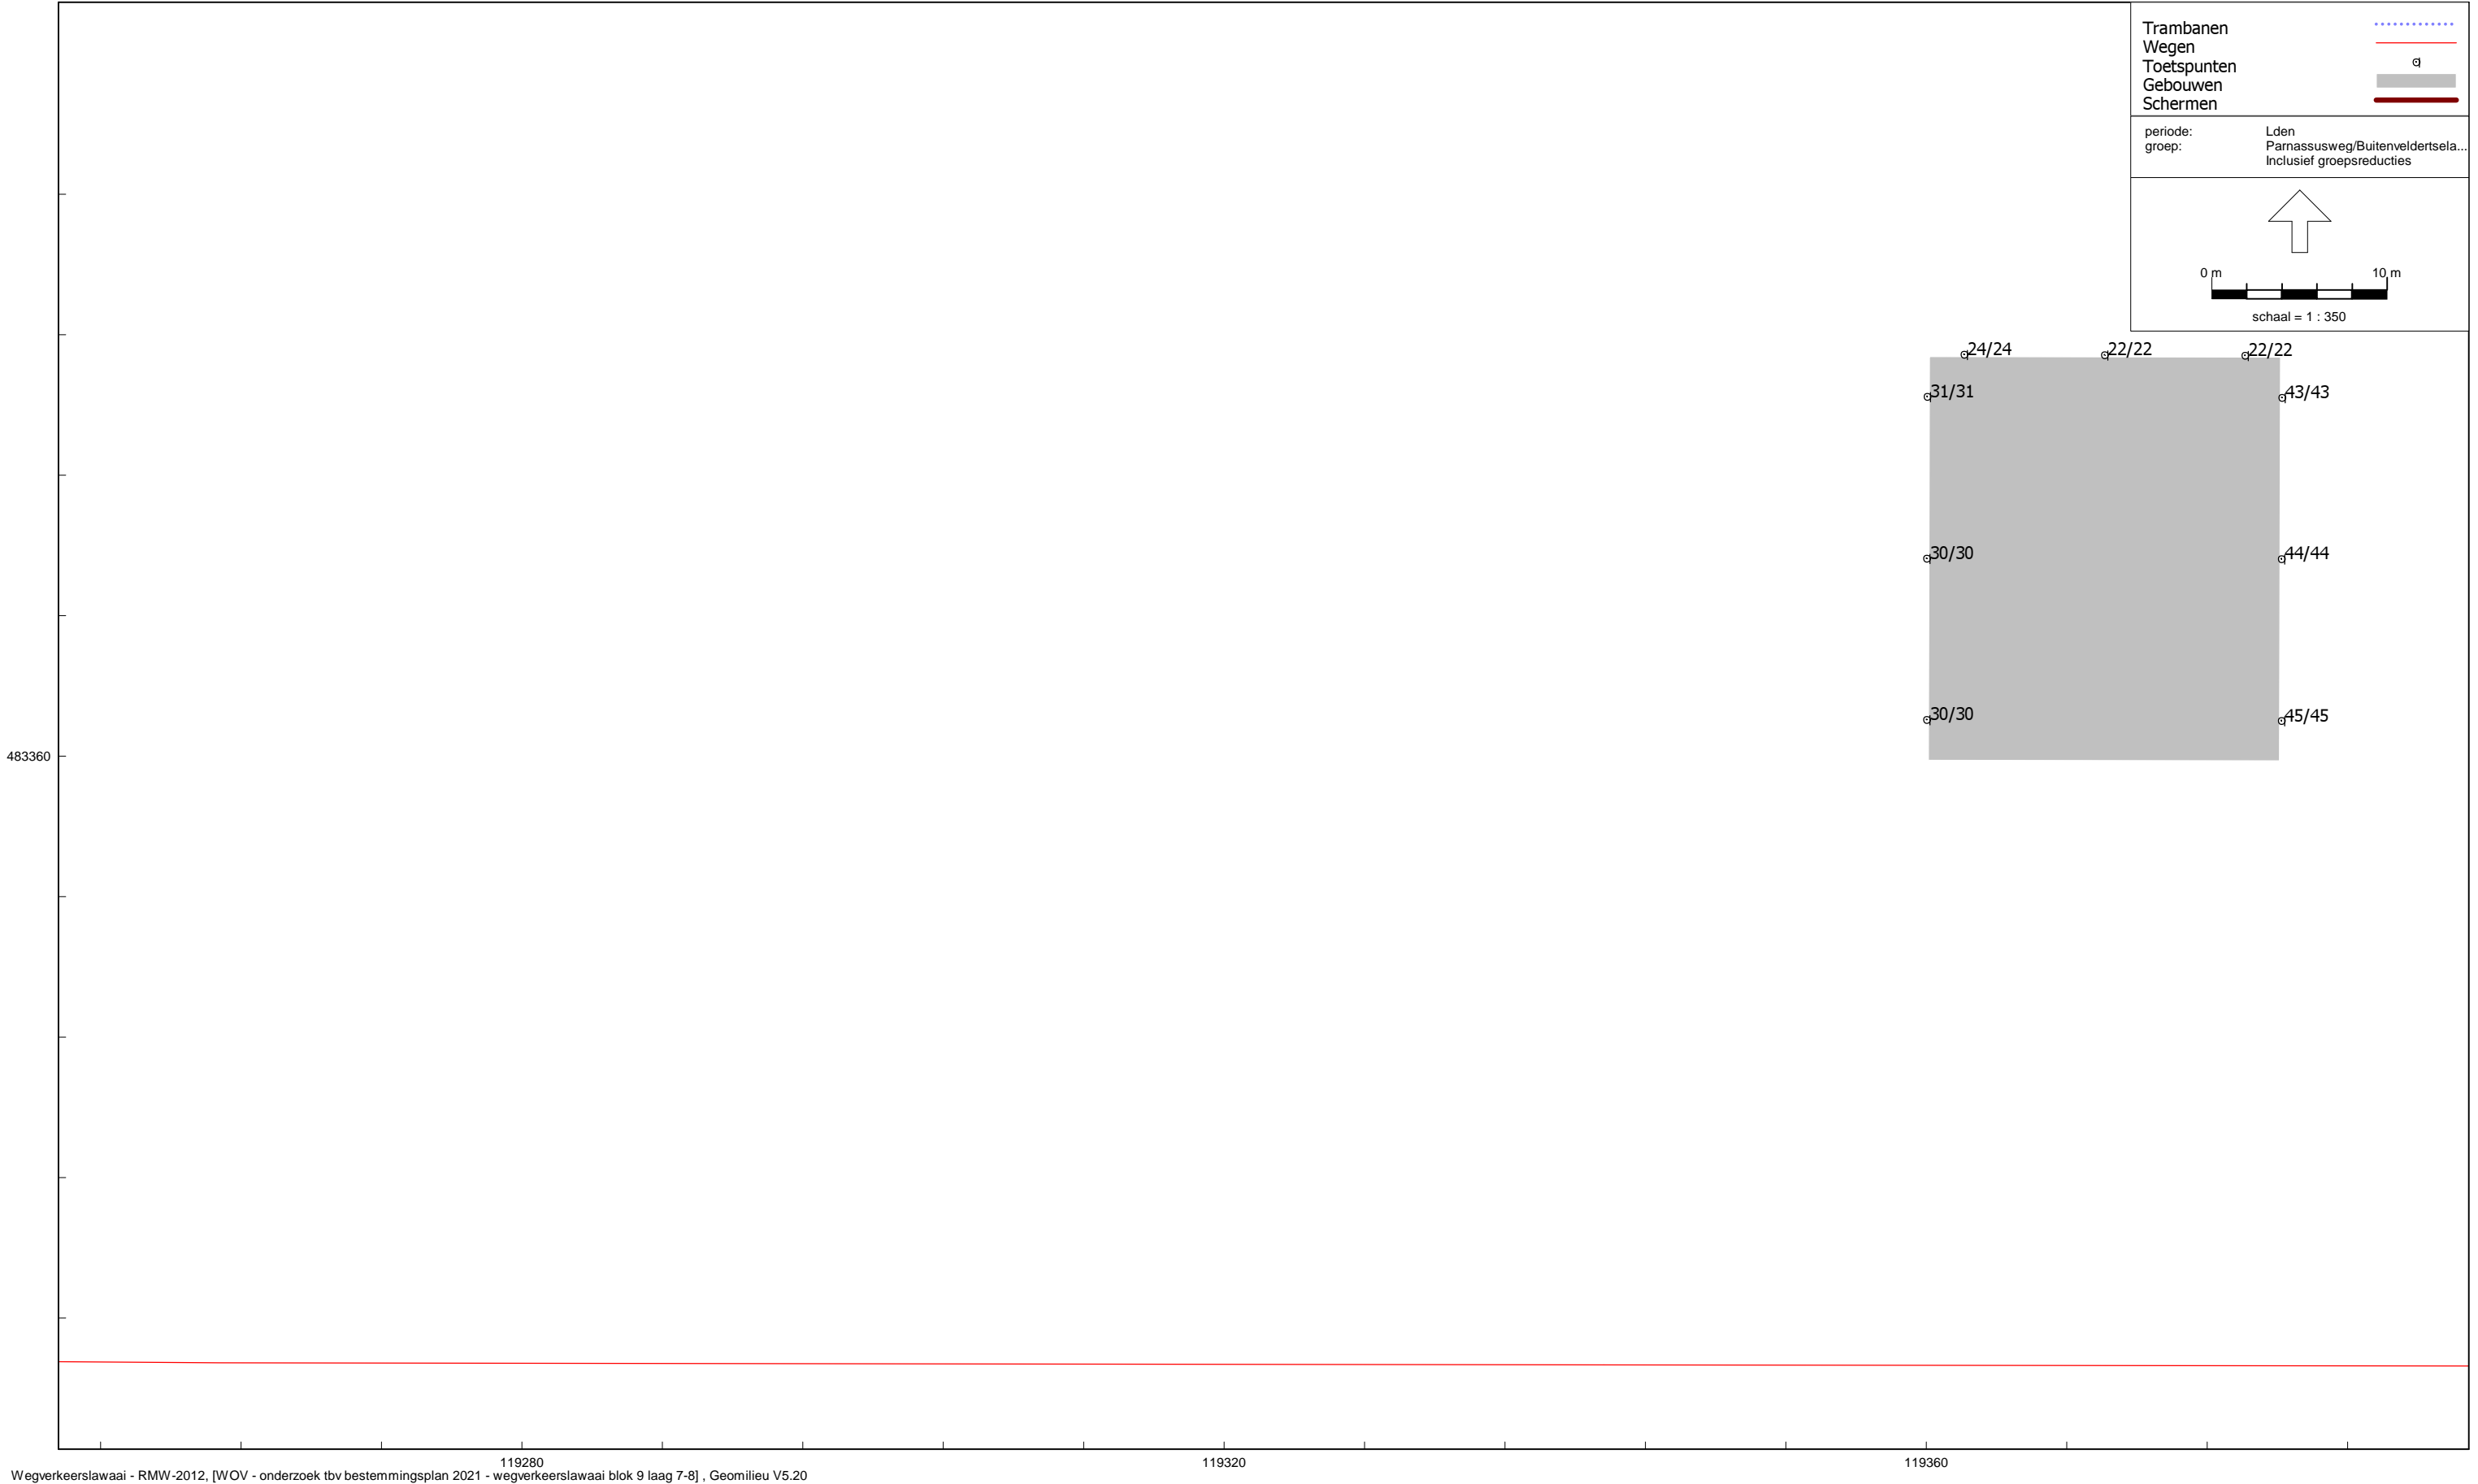 Trambanen
Wegen
Toetspunten
Gebouwen
Schermen
periode: Lden
groep: Parnassusweg/Buitenveldertsela...
Inclusief groepsreducties
0 m 10 m
schaal = 1 : 350
24/24 22/22 22/22
31/31 43/43
30/30 44/44
30/30 45/45
483360
119280 119320 119360
Wegverkeerslawaai - RMW-2012, [WOV - onderzoek tbv bestemmingsplan 2021 - wegverkeerslawaai blok 9 laag 7-8] , Geomilieu V5.20